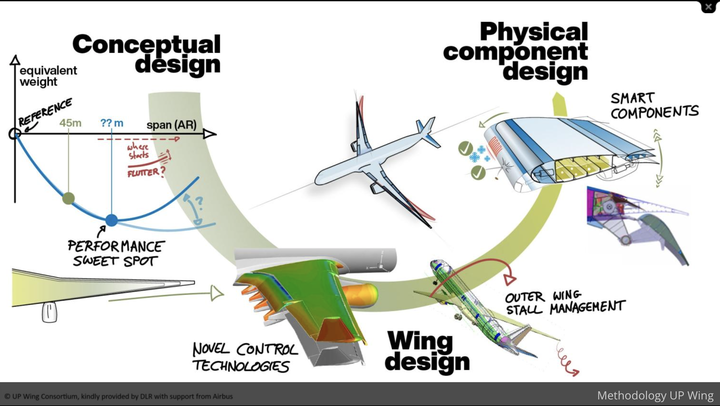 Conceptual
design
equivalent
weight
REFERENCE
45m
?? m
span (AR)
where
starts
FLUTTER?
?
PERFORMANCE
SWEET SPOT
NOVEL CONTROL
TECHNOLOGIES
Wing
design
OUTER WING
STALL MANAGEMENT
Physical
component
design
SMART
COMPONENTS
© UP Wing Consortium, kindly provided by DLR with support from Airbus
Methodology UP Wing